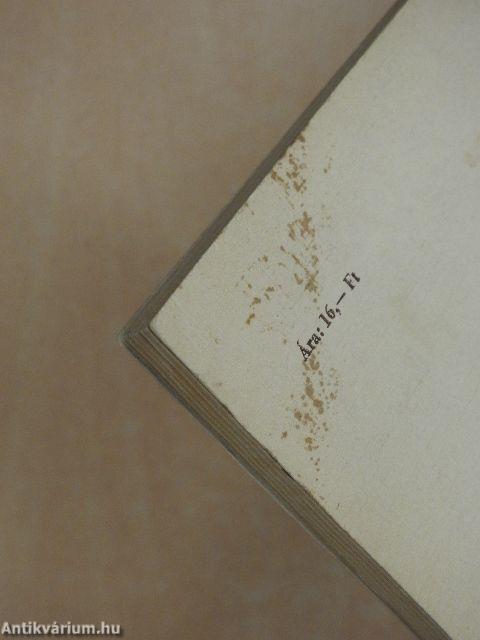 Ára: 16,— Ft
Antikvárium.hu